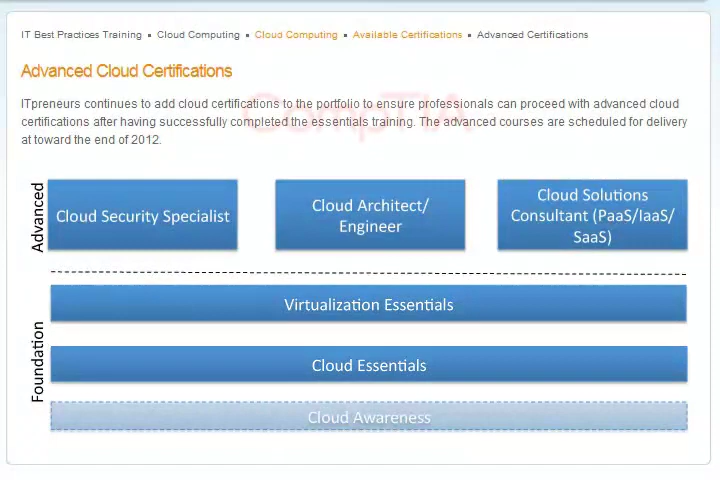 IT Best Practices Training ▪ Cloud Computing ▪ Cloud Computing ▪ Available Certifications ▪ Advanced Certifications
Advanced Cloud Certifications
CompTIA
ITpreneurs continues to add cloud certifications to the portfolio to ensure professionals can proceed with advanced cloud
certifications after having successfully completed the essentials training. The advanced courses are scheduled for delivery
at toward the end of 2012.
Advanced
Cloud Security Specialist
Cloud Architect/
Engineer
Cloud Solutions
Consultant (PaaS/IaaS/
SaaS)
Foundation
Virtualization Essentials
Cloud Essentials
Cloud Awareness